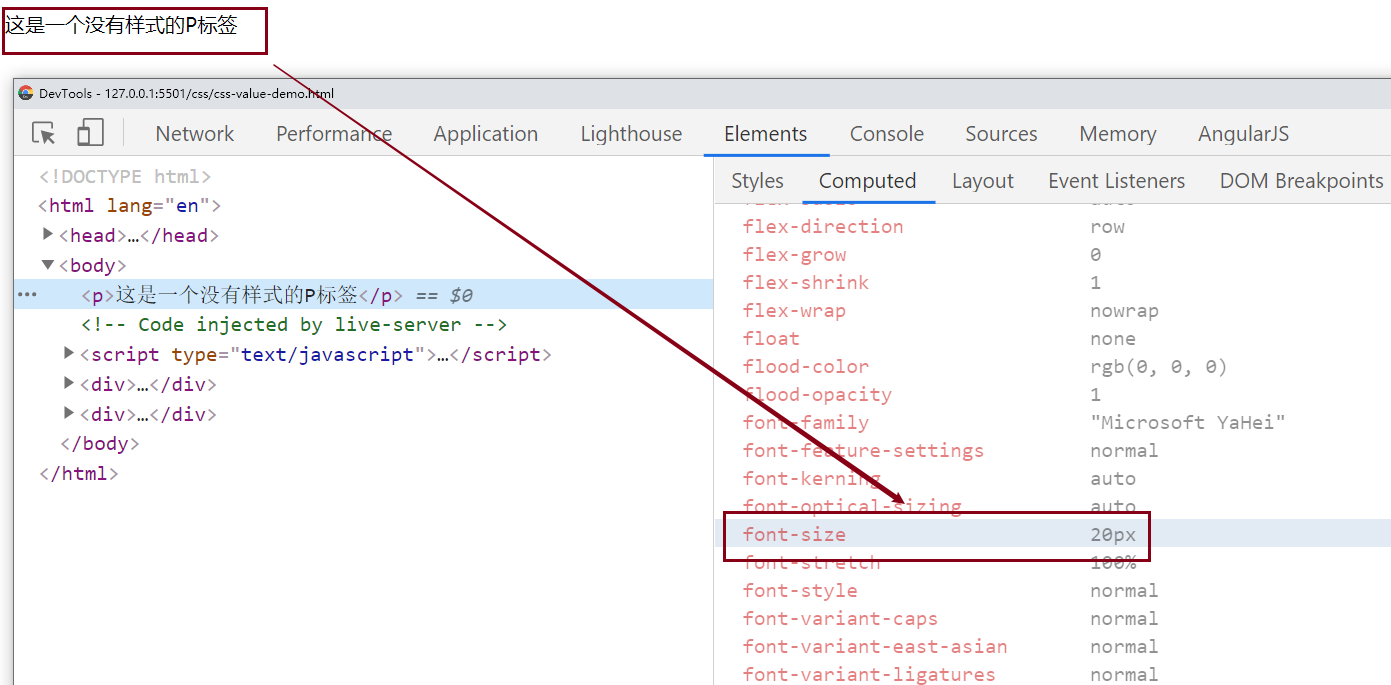 这是一个没有样式的P标签
DevTools - 127.0.0.1:5501/css/css-value-demo.html
Network Performance Application Lighthouse Elements Console Sources Memory AngularJS
<!DOCTYPE html>
<html lang="en">
<head>…</head>
<body>
<p>这是一个没有样式的P标签</p> == $0
<!-- Code injected by live-server -->
<script type="text/javascript">…</script>
<div>…</div>
<div>…</div>
</body>
</html>
Styles Computed Layout Event Listeners DOM Breakpoints
flex-direction row
flex-grow 0
flex-shrink 1
flex-wrap nowrap
float none
flood-color rgb(0, 0, 0)
flood-opacity 1
font-family "Microsoft YaHei"
font-feature-settings normal
font-kerning auto
font-optical-sizing auto
font-size 20px
font-stretch 100%
font-style normal
font-variant-caps normal
font-variant-east-asian normal
font-variant-ligatures normal